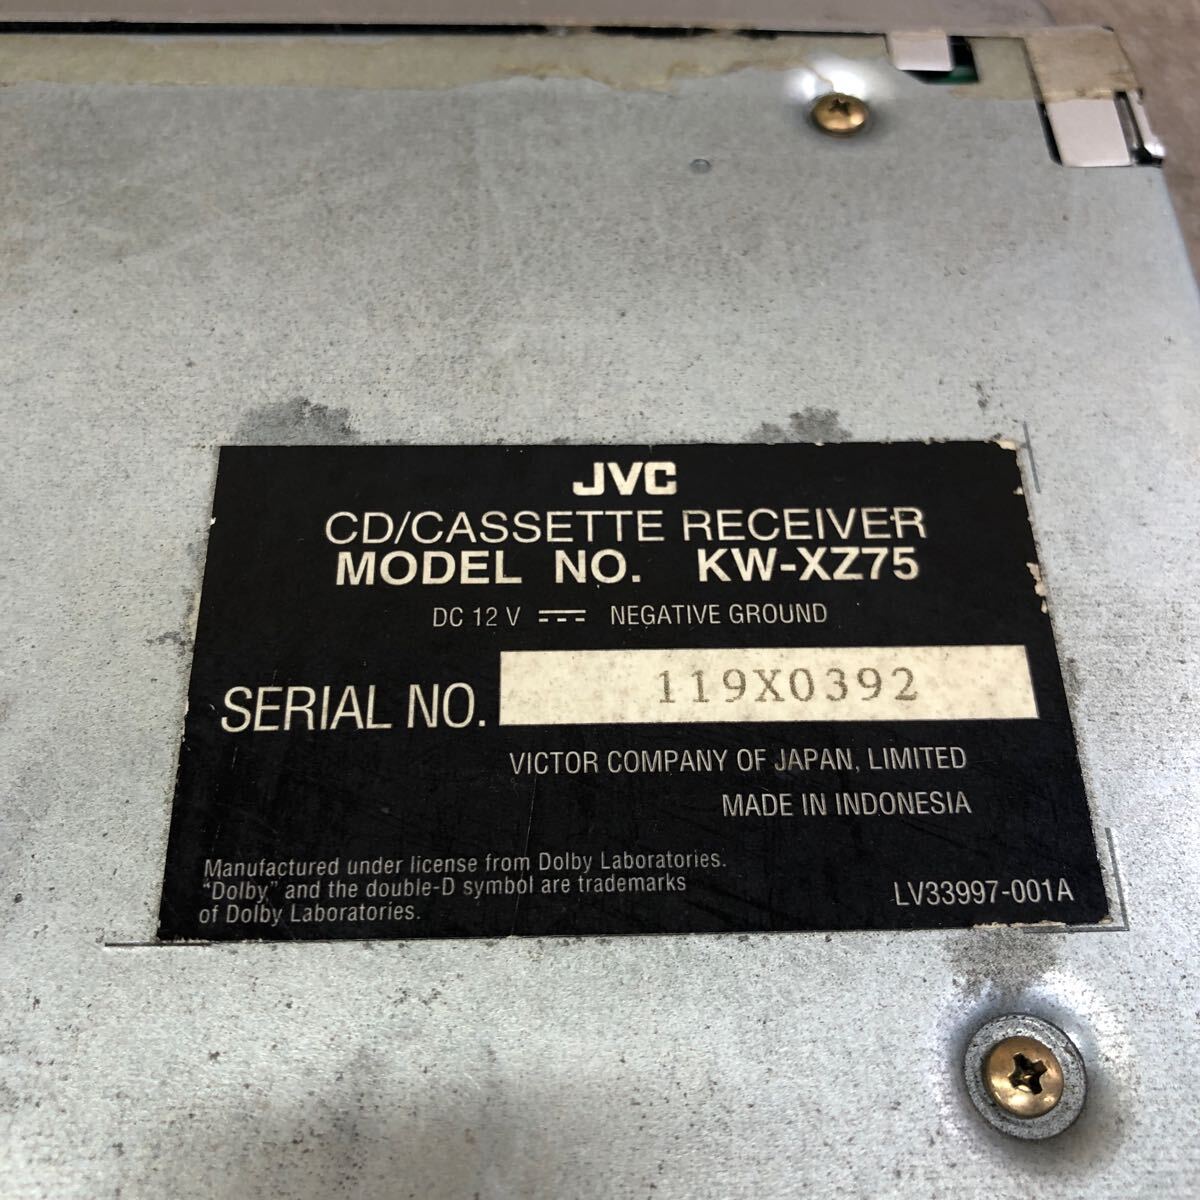 JVC
CD/CASSETTE RECEIVER
MODEL NO. KW-XZ75
DC 12 V NEGATIVE GROUND
SERIAL NO. 119X0392
VICTOR COMPANY OF JAPAN, LIMITED
MADE IN INDONESIA
Manufactured under license from Dolby Laboratories.
"Dolby" and the double-D symbol are trademarks
of Dolby Laboratories.
LV33997-001A